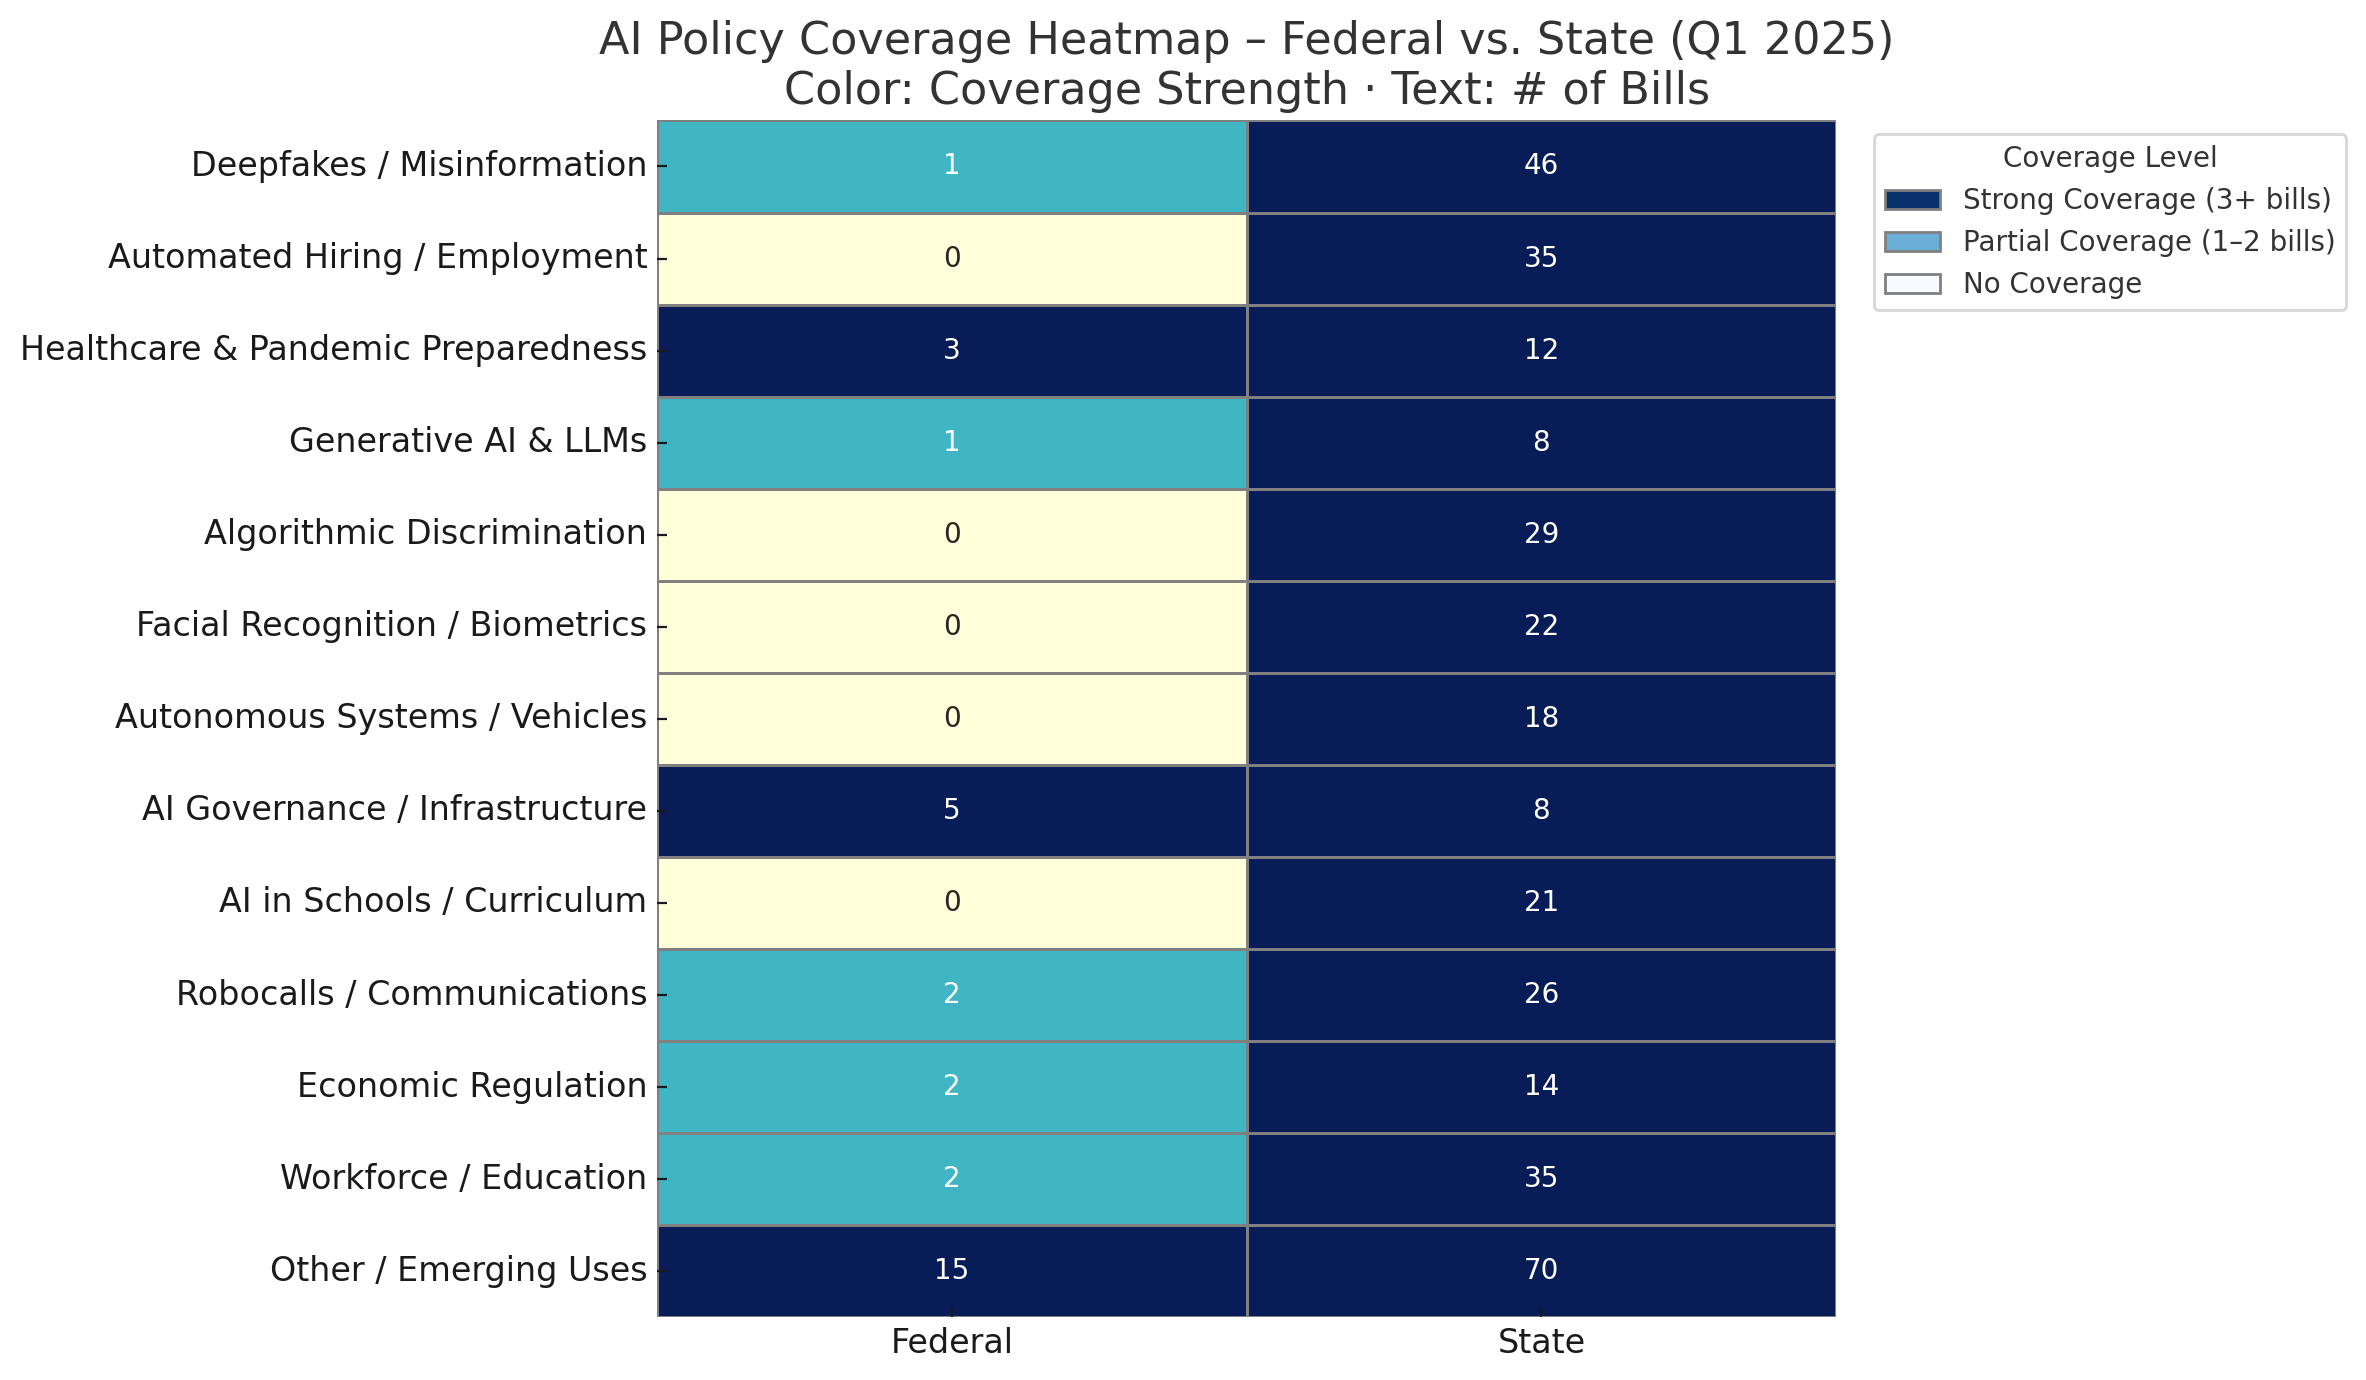 AI Policy Coverage Heatmap – Federal vs. State (Q1 2025)
Color: Coverage Strength · Text: # of Bills
Deepfakes / Misinformation 1 46
Automated Hiring / Employment 0 35
Healthcare & Pandemic Preparedness 3 12
Generative AI & LLMs 1 8
Algorithmic Discrimination 0 29
Facial Recognition / Biometrics 0 22
Autonomous Systems / Vehicles 0 18
AI Governance / Infrastructure 5 8
AI in Schools / Curriculum 0 21
Robocalls / Communications 2 26
Economic Regulation 2 14
Workforce / Education 2 35
Other / Emerging Uses 15 70
Federal State
Coverage Level
Strong Coverage (3+ bills)
Partial Coverage (1–2 bills)
No Coverage